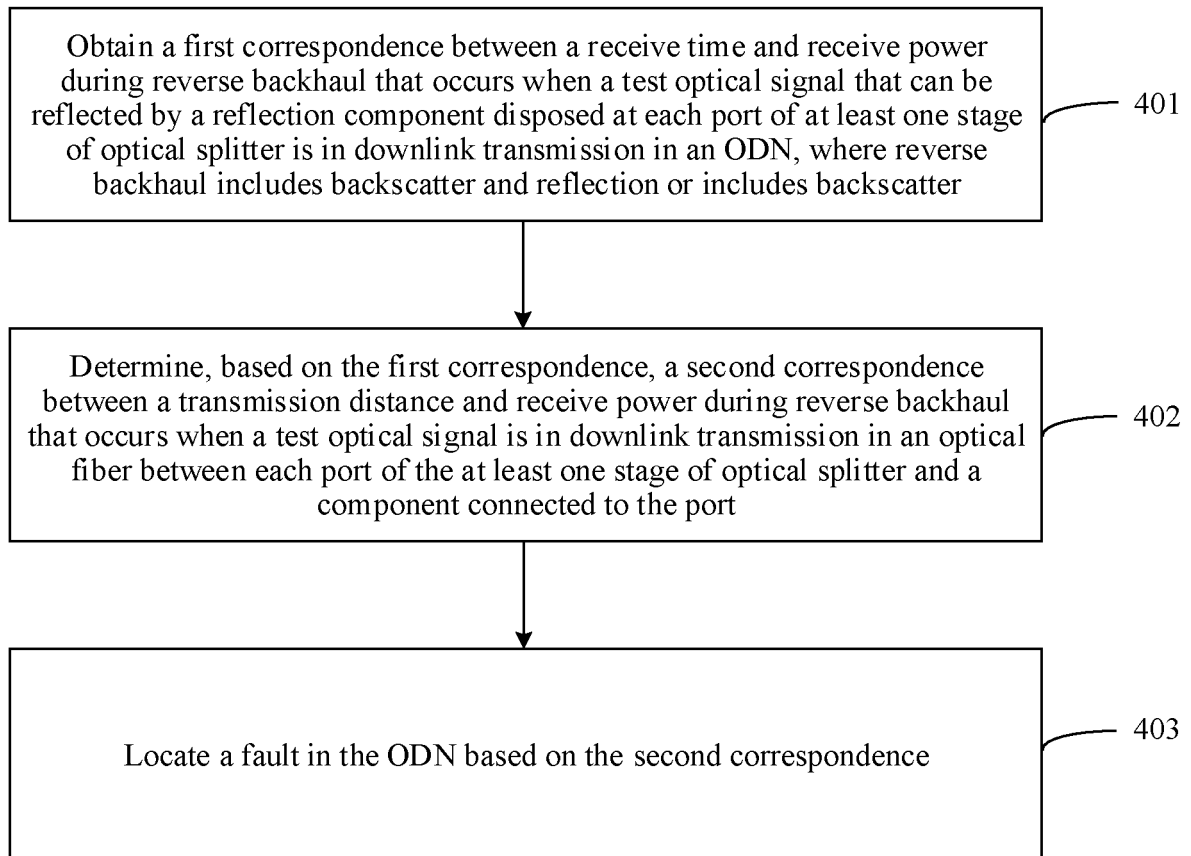 Obtain a first correspondence between a receive time and receive power
during reverse backhaul that occurs when a test optical signal that can be
reflected by a reflection component disposed at each port of at least one stage
of optical splitter is in downlink transmission in an ODN, where reverse
backhaul includes backscatter and reflection or includes backscatter
401
Determine, based on the first correspondence, a second correspondence
between a transmission distance and receive power during reverse backhaul
that occurs when a test optical signal is in downlink transmission in an optical
fiber between each port of the at least one stage of optical splitter and a
component connected to the port
402
Locate a fault in the ODN based on the second correspondence
403